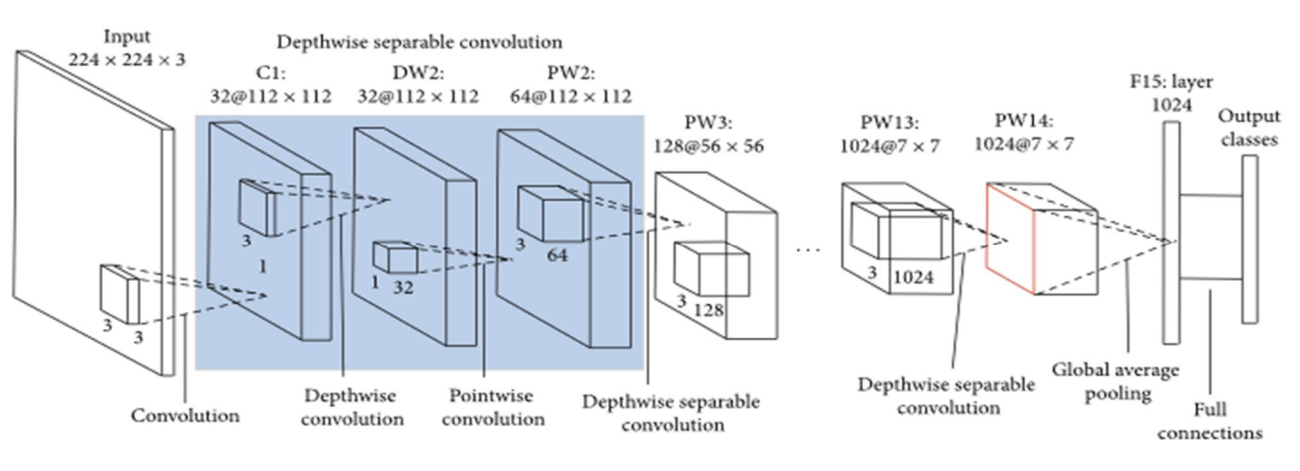 Input
224 × 224 × 3
Depthwise separable convolution
C1:
32@112 × 112
DW2:
32@112 × 112
PW2:
64@112 × 112
PW3:
128@56 × 56
PW13:
1024@7 × 7
PW14:
1024@7 × 7
F15: layer
1024
Output
classes
3
3
3
1
1
32
3
64
3
128
...
3
1024
Convolution
Depthwise
convolution
Pointwise
convolution
Depthwise separable
convolution
Depthwise separable
convolution
Global average
pooling
Full
connections